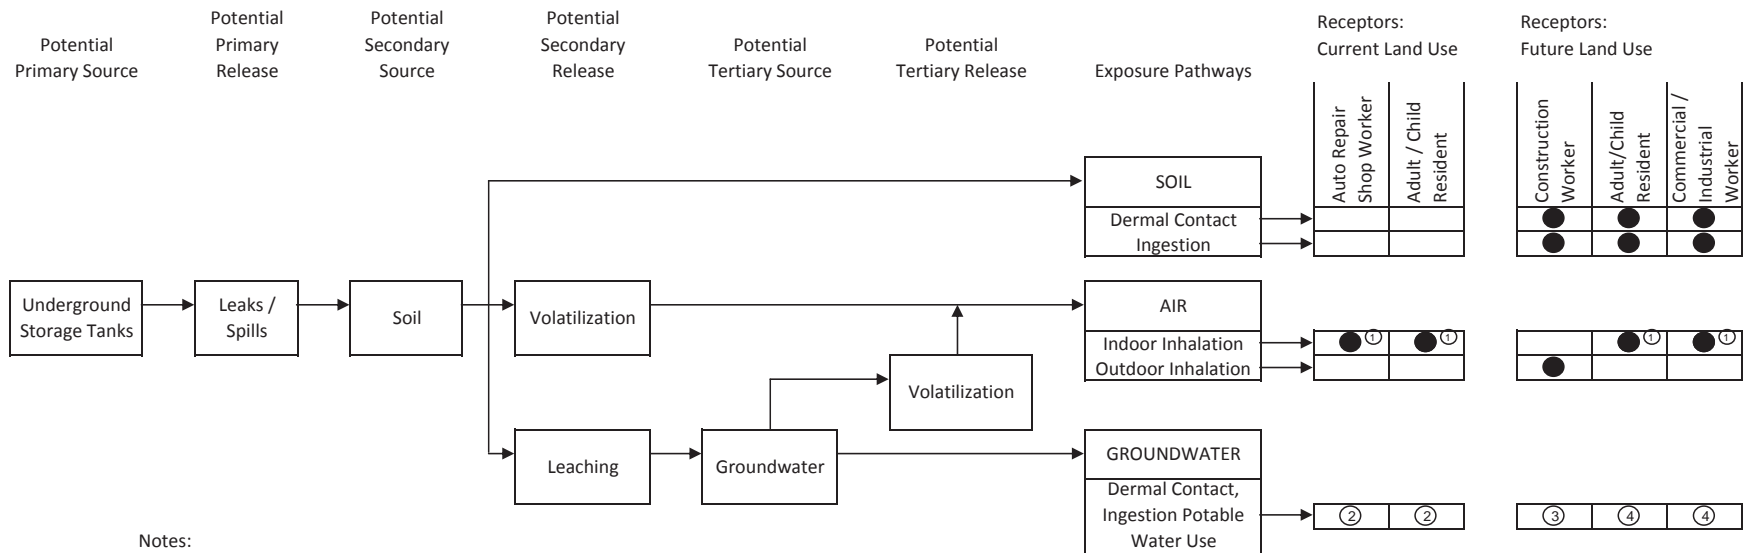 Potential
Primary Source
Potential
Primary
Release
Potential
Secondary
Source
Potential
Secondary
Release
Potential
Tertiary Source
Potential
Tertiary Release
Exposure Pathways
Receptors:
Current Land Use
Receptors:
Future Land Use
Auto Repair
Shop Worker
Adult / Child
Resident
Construction
Worker
Adult/Child
Resident
Commercial /
Industrial
Worker
SOIL
Dermal Contact
Ingestion
Underground
Storage Tanks
Leaks /
Spills
Soil
Volatilization
AIR
Indoor Inhalation
1
1
1
1
Outdoor Inhalation
Volatilization
Leaching
Groundwater
GROUNDWATER
Dermal Contact,
Ingestion Potable
Water Use
2
2
3
4
4
Notes: